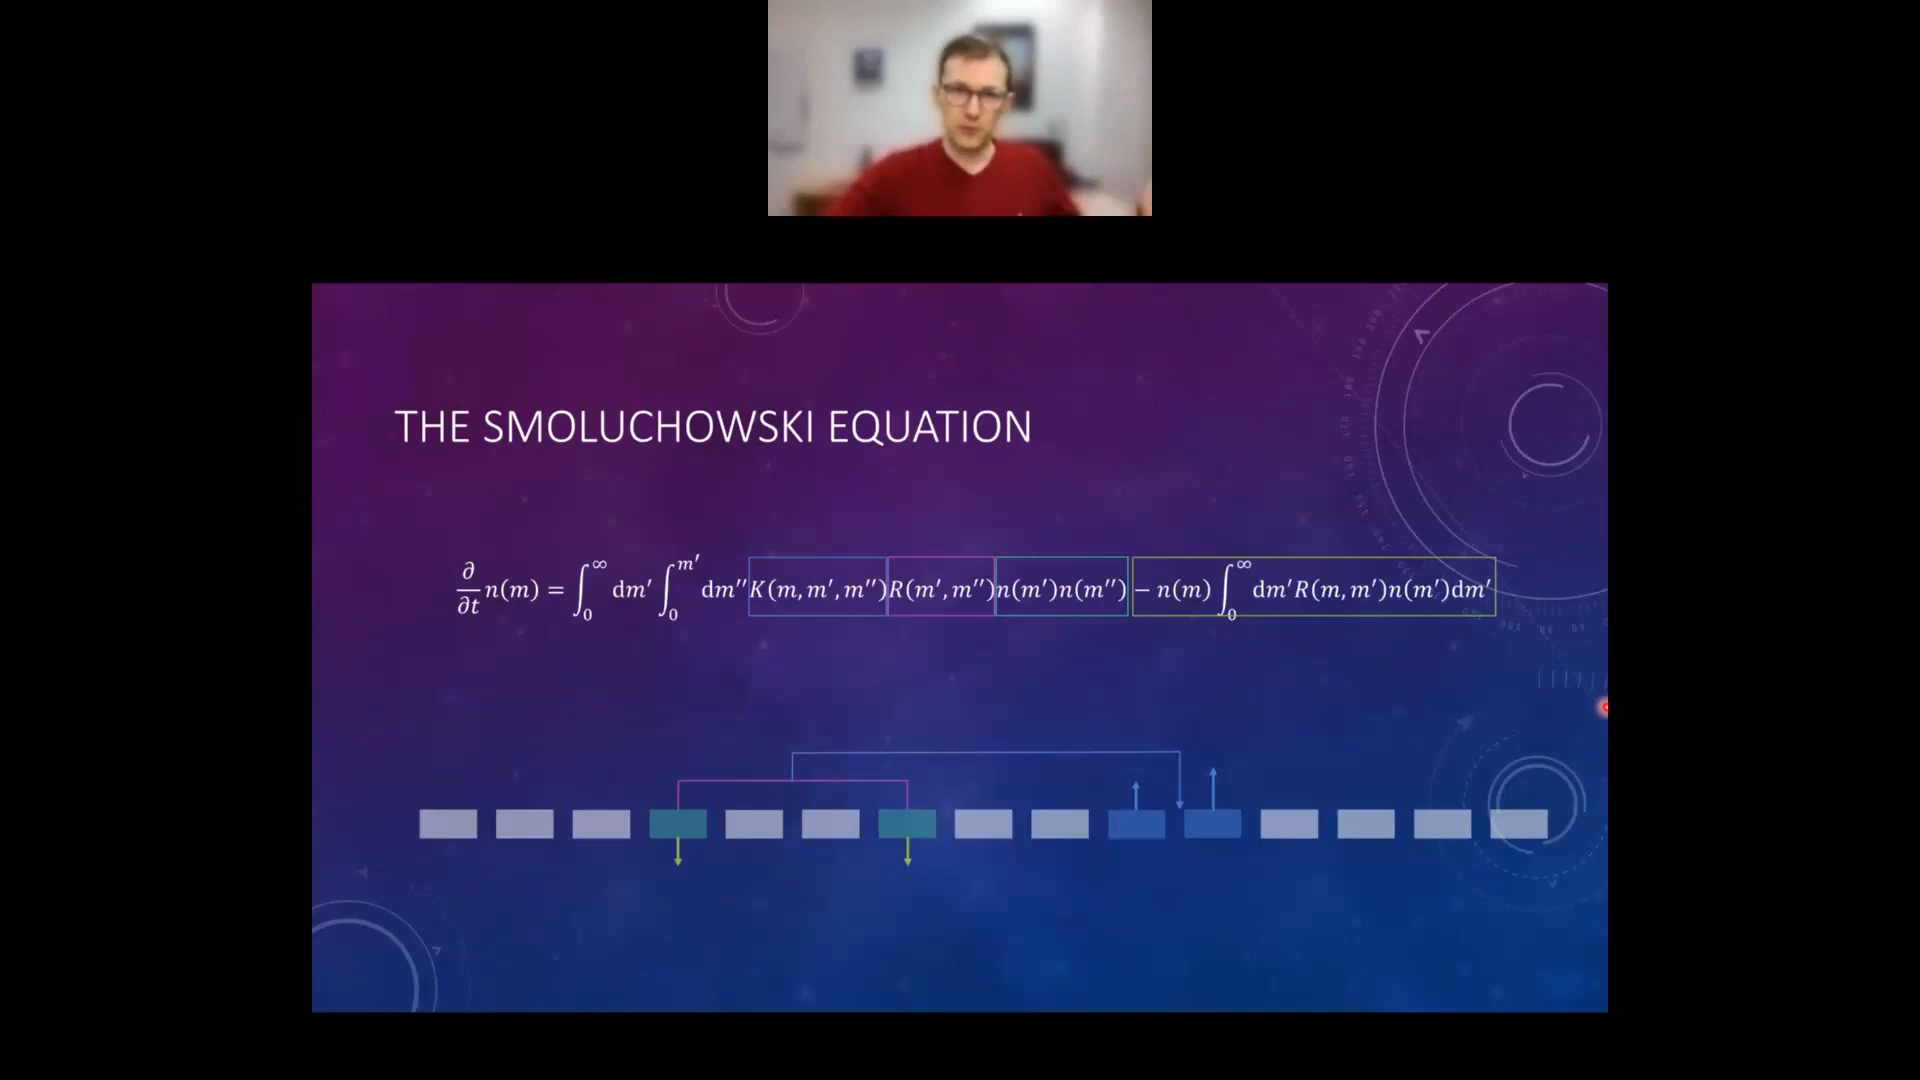 THE SMOLUCHOWSKI EQUATION
∂/∂t n(m) = ∫₀^∞ dm′ ∫₀^m′ dm″ K(m, m′, m″) R(m′, m″) n(m′)n(m″) − n(m) ∫₀^∞ dm′R(m, m′)n(m′)dm′